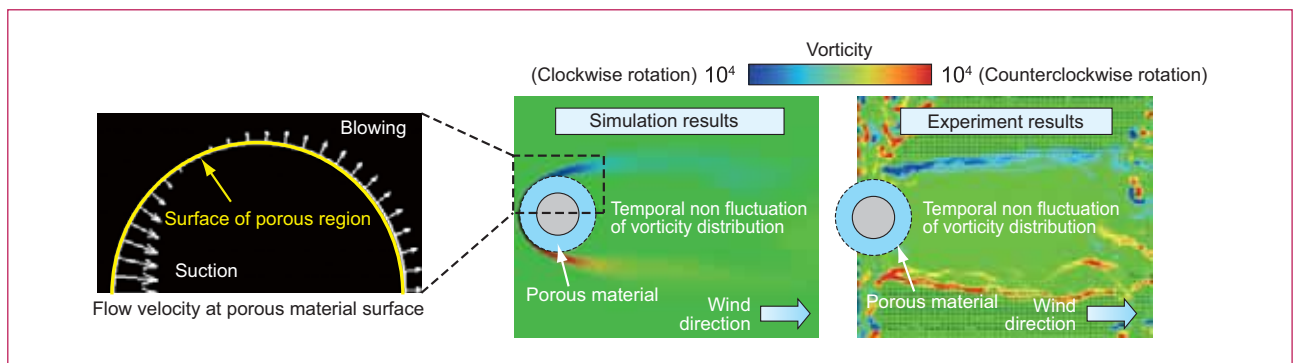 Vorticity
(Clockwise rotation) 10⁴ 10⁴ (Counterclockwise rotation)
Blowing
Surface of porous region
Suction
Flow velocity at porous material surface
Simulation results
Temporal non fluctuation
of vorticity distribution
Porous material
Wind
direction
Experiment results
Temporal non fluctuation
of vorticity distribution
Porous material
Wind
direction